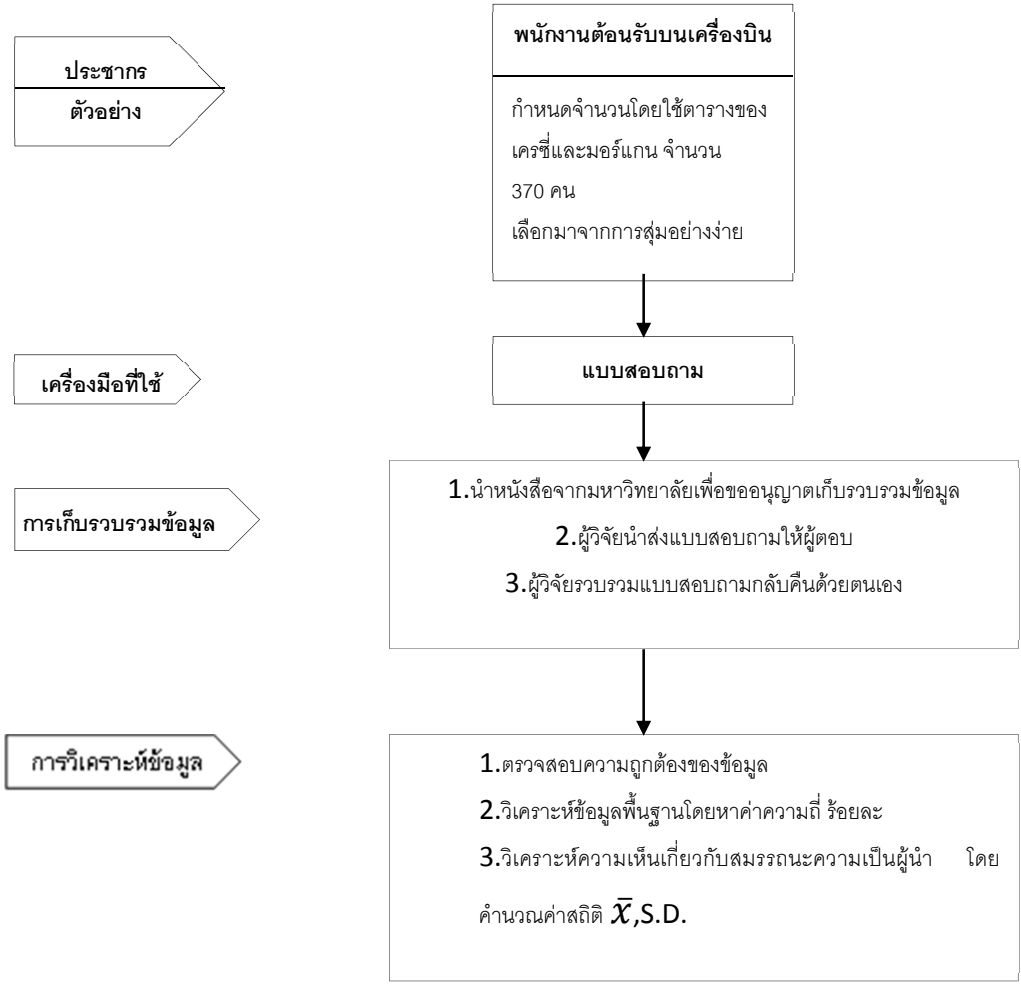 พนักงานต้อนรับบนเครื่องบิน
ประชากร
ตัวอย่าง
กำหนดจำนวนโดยใช้ตารางของ
เครซี่และมอร์แกน จำนวน
370 คน
เลือกมาจากการสุ่มอย่างง่าย
เครื่องมือที่ใช้
แบบสอบถาม
การเก็บรวบรวมข้อมูล
1.นำหนังสือจากมหาวิทยาลัยเพื่อขออนุญาตเก็บรวบรวมข้อมูล
2.ผู้วิจัยนำส่งแบบสอบถามให้ผู้ตอบ
3.ผู้วิจัยรวบรวมแบบสอบถามกลับคืนด้วยตนเอง
การวิเคราะห์ข้อมูล
1.ตรวจสอบความถูกต้องของข้อมูล
2.วิเคราะห์ข้อมูลพื้นฐานโดยหาค่าความถี่ ร้อยละ
3.วิเคราะห์ความเห็นเกี่ยวกับสมรรถนะความเป็นผู้นำ โดย
คำนวณค่าสถิติ x̄,S.D.